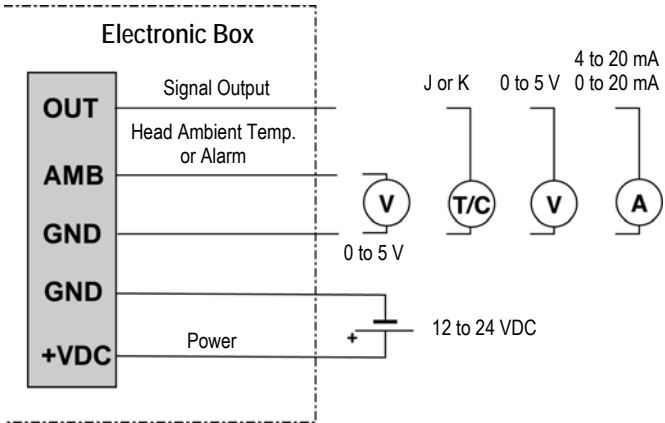 Electronic Box
4 to 20 mA
J or K
0 to 5 V
0 to 20 mA
OUT
Signal Output
Head Ambient Temp.
or Alarm
AMB
V
T/C
V
A
GND
0 to 5 V
GND
+
12 to 24 VDC
+VDC
Power